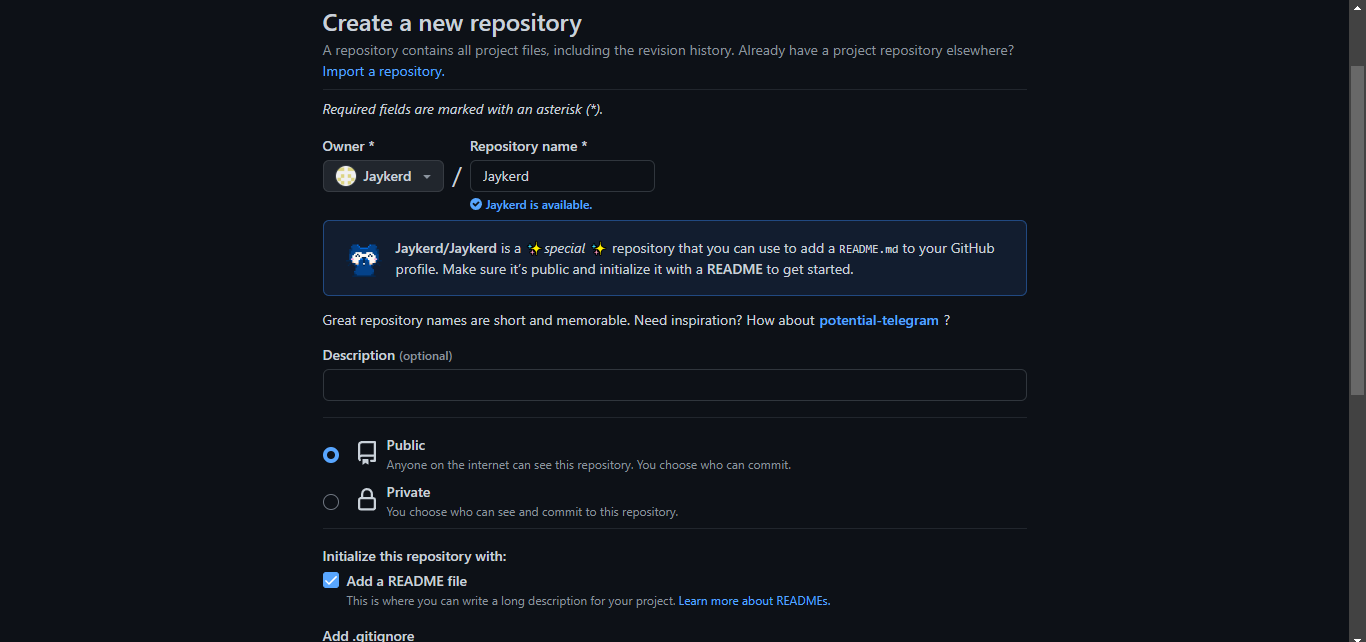 Create a new repository
A repository contains all project files, including the revision history. Already have a project repository elsewhere?
Import a repository.
Required fields are marked with an asterisk (*).
Owner * Repository name *
Jaykerd / Jaykerd
Jaykerd is available.
Jaykerd/Jaykerd is a ✨special ✨ repository that you can use to add a README.md to your GitHub
profile. Make sure it’s public and initialize it with a README to get started.
Great repository names are short and memorable. Need inspiration? How about potential-telegram ?
Description (optional)
Public
Anyone on the internet can see this repository. You choose who can commit.
Private
You choose who can see and commit to this repository.
Initialize this repository with:
Add a README file
This is where you can write a long description for your project. Learn more about READMEs.
Add .gitignore